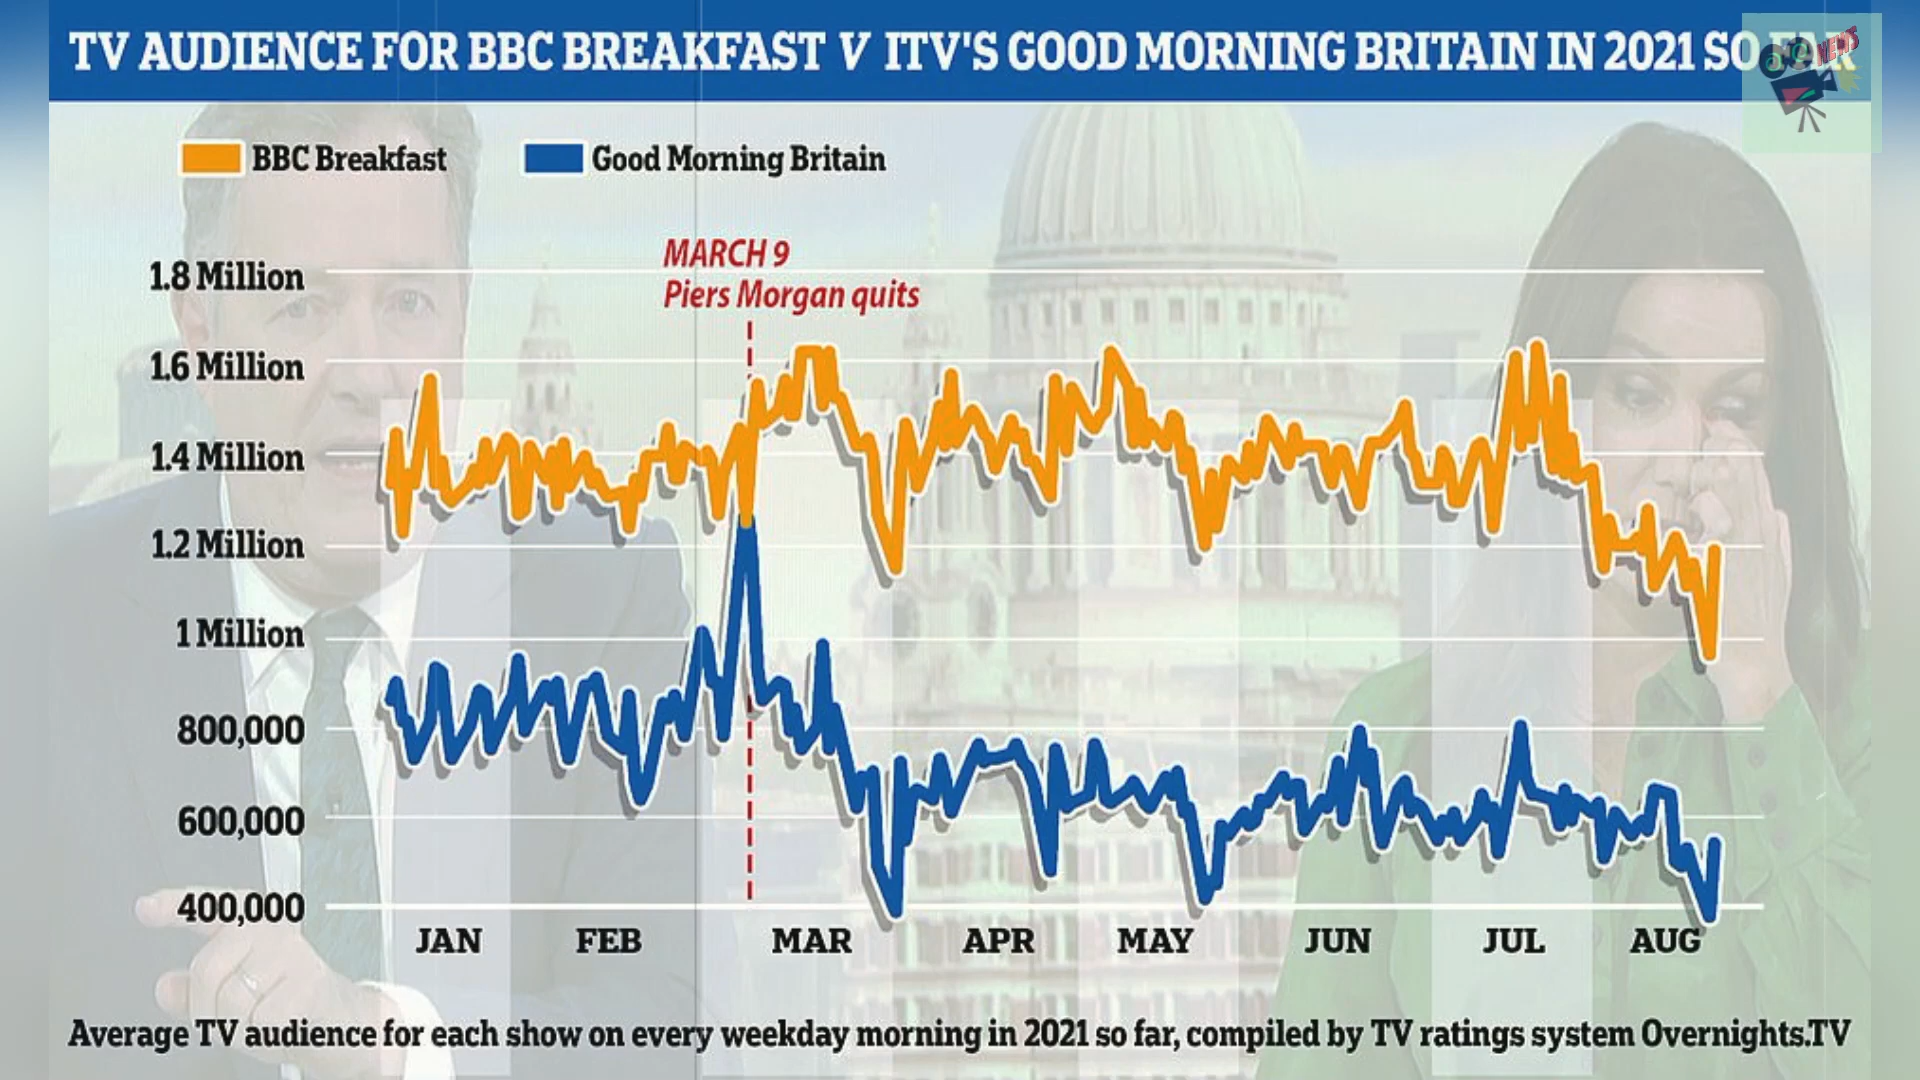 TV AUDIENCE FOR BBC BREAKFAST V ITV'S GOOD MORNING BRITAIN IN 2021 SO FAR
NEWS
BBC Breakfast
Good Morning Britain
MARCH 9
Piers Morgan quits
1.8 Million
1.6 Million
1.4 Million
1.2 Million
1 Million
800,000
600,000
400,000
JAN FEB MAR APR MAY JUN JUL AUG
Average TV audience for each show on every weekday morning in 2021 so far, compiled by TV ratings system Overnights.TV